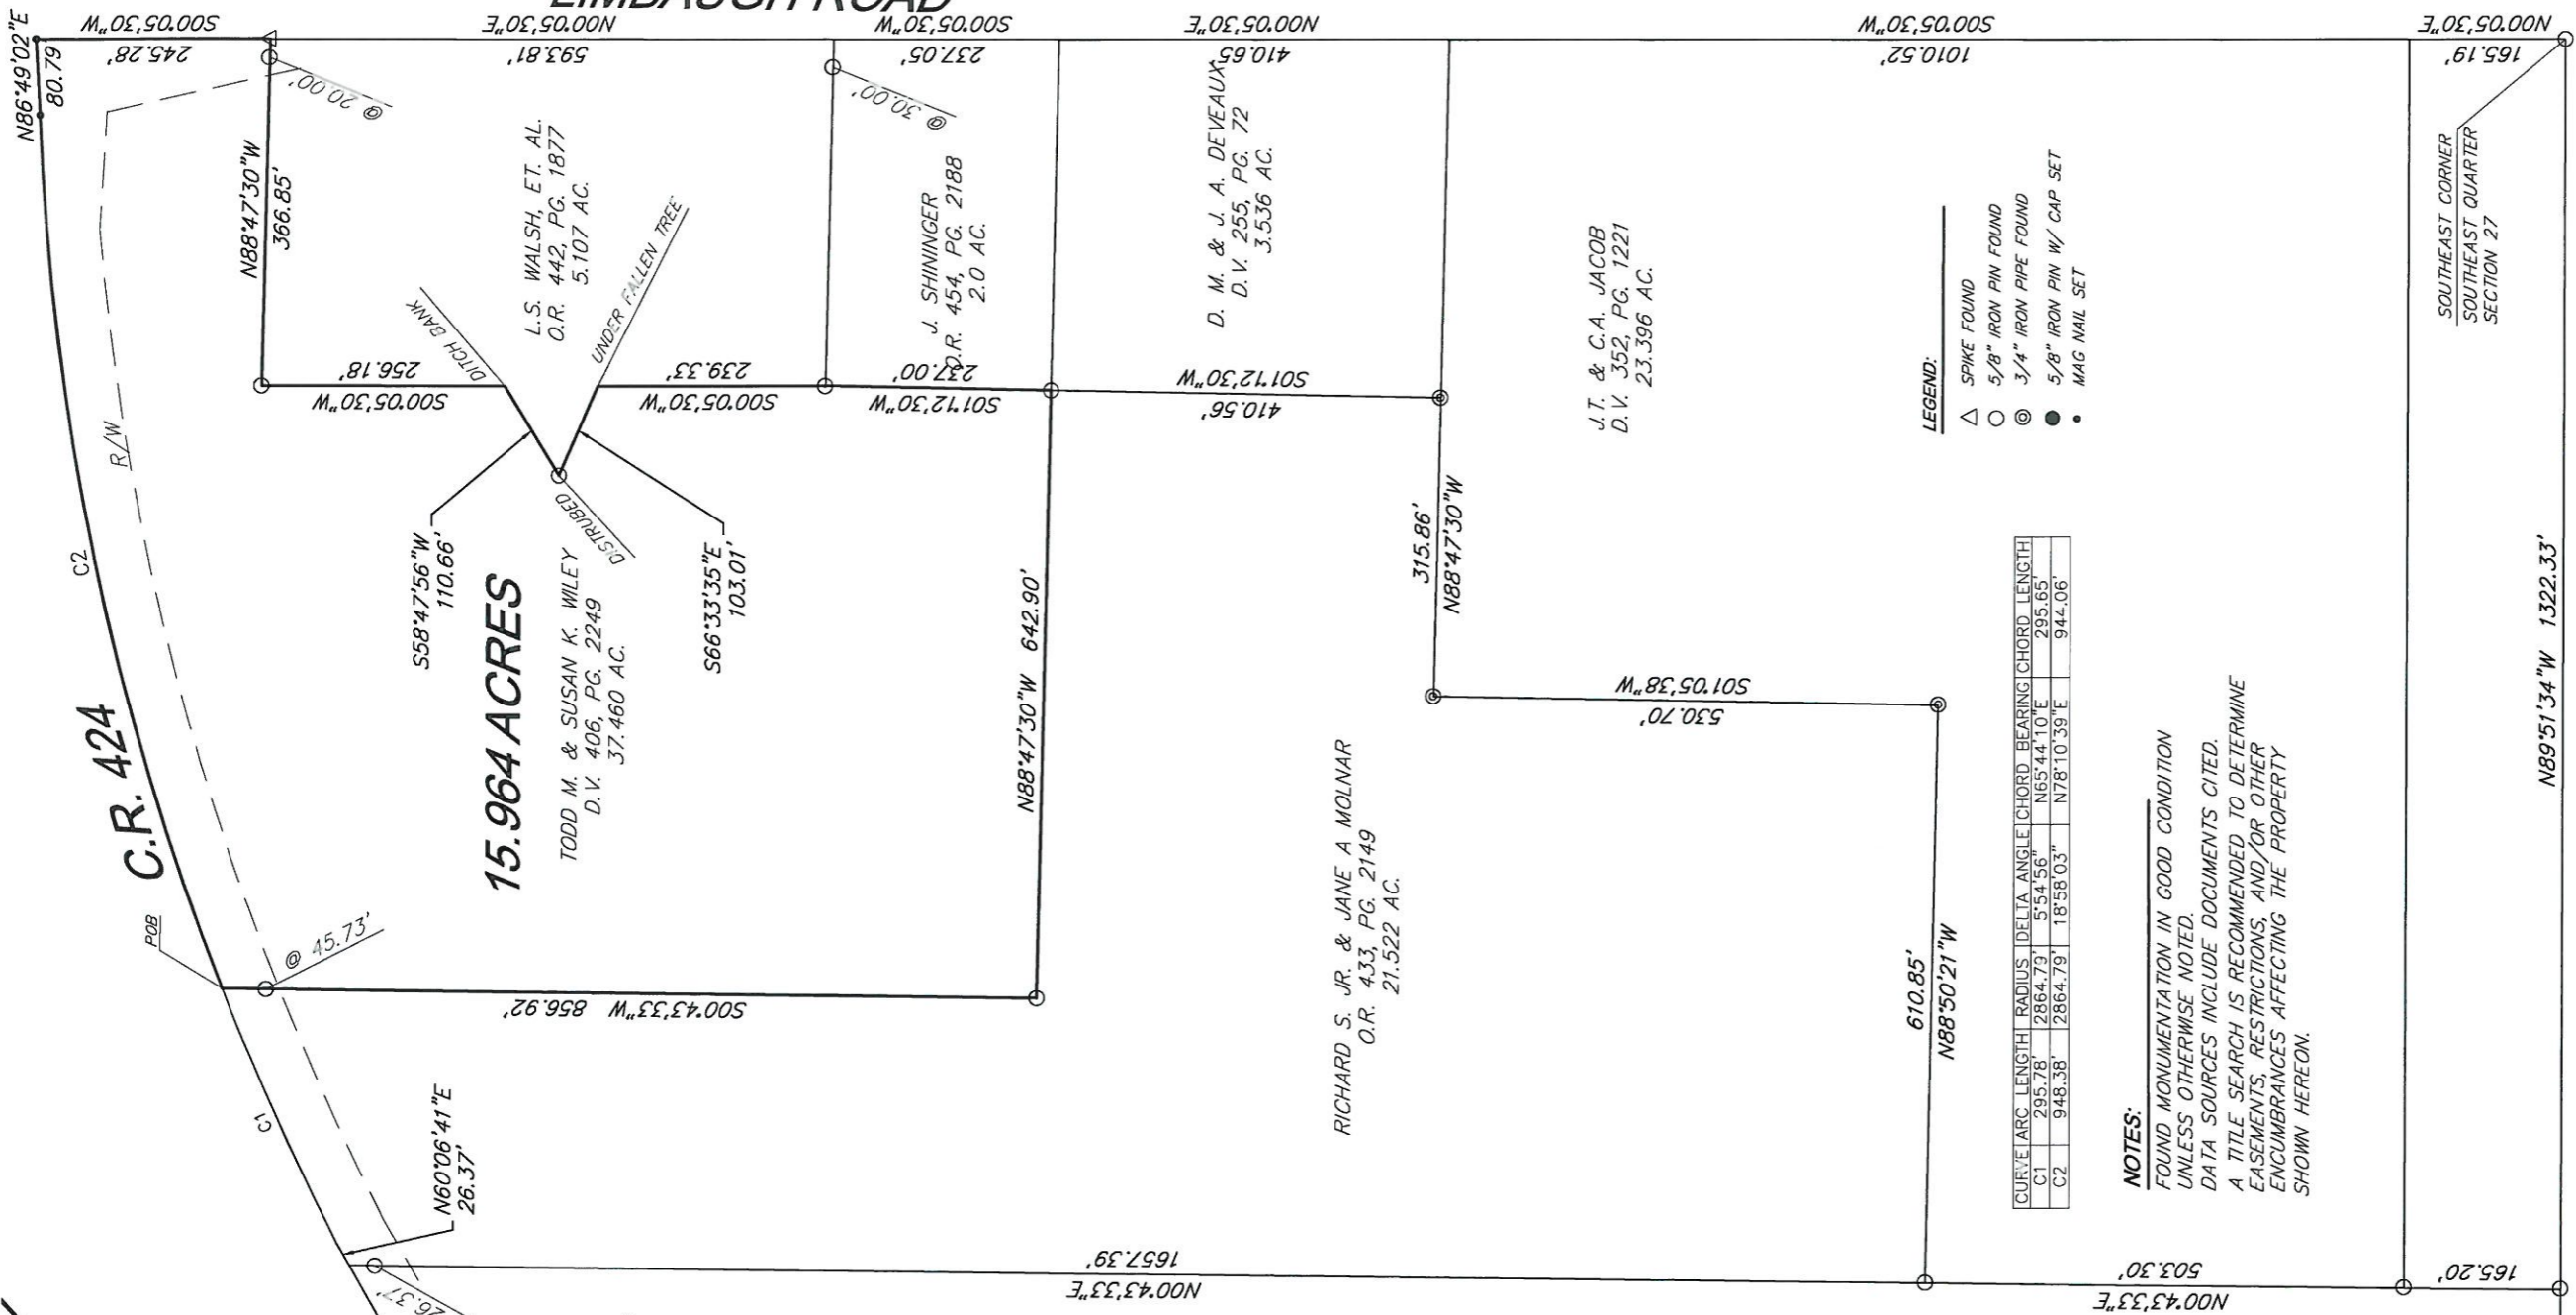 LIMBAUGH ROAD
N86°49'02"E
80.79
S00°05'30"W
245.28'
N00°05'30"E
593.81'
S00°05'30"W
237.05'
N00°05'30"E
410.65
S00°05'30"W
1010.52'
N00°05'30"E
165.19'
@ 20.00'
@ 30.00'
N88°47'30"W
366.85'
C2
R/W
C.R. 424
L.S. WALSH, ET. AL.
O.R. 442, PG. 1877
5.107 AC.
DITCH BANK
UNDER FALLEN TREE
256.18'
S00°05'30"W
239.33'
S00°05'30"W
237.00'
S01°12'30"W
J. SHININGER
O.R. 454, PG. 2188
2.0 AC.
D. M. & J. A. DEVEAUX
D.V. 255, PG. 72
3.536 AC.
S01°12'30"W
410.56'
J.T. & C.A. JACOB
D.V. 352, PG. 1221
23.396 AC.
S58°47'56"W
110.66'
DISTRUBED
S66°33'35"E
103.01'
15.964 ACRES
TODD M. & SUSAN K. WILEY
D.V. 406, PG. 2249
37.460 AC.
N88°47'30"W 642.90'
315.86'
N88°47'30"W
S01°05'38"W
530.70'
POB
@ 45.73'
S00°43'33"W 856.92'
C1
N60°06'41"E
26.37'
RICHARD S. JR. & JANE A MOLNAR
O.R. 433, PG. 2149
21.522 AC.
610.85'
N88°50'21"W
1657.39'
N00°43'33"E
503.30'
N00°43'33"E
165.20'
N89°51'34"W 1322.33'
SOUTHEAST CORNER
SOUTHEAST QUARTER
SECTION 27
LEGEND:
SPIKE FOUND
5/8" IRON PIN FOUND
3/4" IRON PIPE FOUND
5/8" IRON PIN W/ CAP SET
MAG NAIL SET
CURVE ARC LENGTH RADIUS DELTA ANGLE CHORD BEARING CHORD LENGTH
C1 295.78' 2864.79' 5°54'56" N65°44'10"E 295.65'
C2 948.38' 2864.79' 18°58'03" N78°10'39"E 944.06'
NOTES:
FOUND MONUMENTATION IN GOOD CONDITION
UNLESS OTHERWISE NOTED.
DATA SOURCES INCLUDE DOCUMENTS CITED.
A TITLE SEARCH IS RECOMMENDED TO DETERMINE
EASEMENTS, RESTRICTIONS, AND/OR OTHER
ENCUMBRANCES AFFECTING THE PROPERTY
SHOWN HEREON.